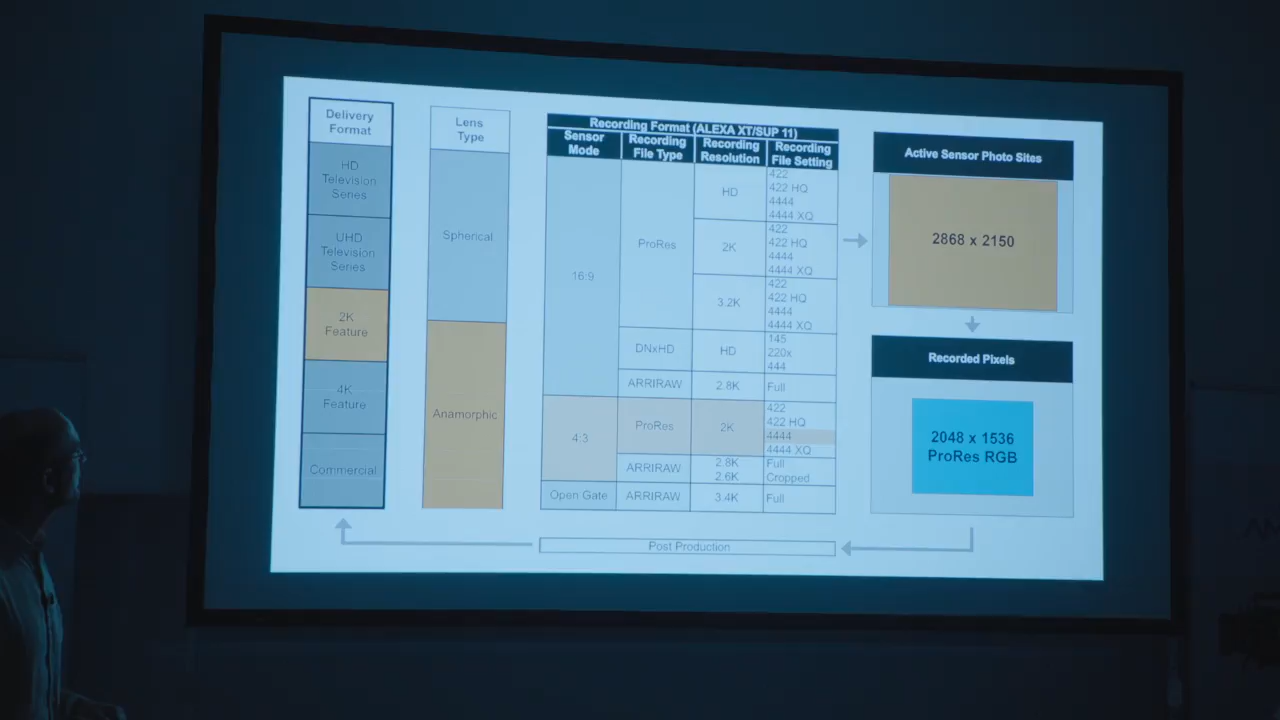 Delivery
Format
HD
Television
Series
UHD
Television
Series
2K
Feature
4K
Feature
Commercial
Lens
Type
Spherical
Anamorphic
Recording Format (ALEXA XT/SUP 11)
Sensor
Mode
Recording
File Type
Recording
Resolution
Recording
File Setting
16:9
ProRes
HD
422
422 HQ
4444
4444 XQ
2K
422
422 HQ
4444
4444 XQ
3.2K
422
422 HQ
4444
4444 XQ
DNxHD
HD
145
220x
444
ARRIRAW
2.8K
Full
4:3
ProRes
2K
422
422 HQ
4444
4444 XQ
ARRIRAW
2.8K
2.6K
Full
Cropped
Open Gate
ARRIRAW
3.4K
Full
Active Sensor Photo Sites
2868 x 2150
Recorded Pixels
2048 x 1536
ProRes RGB
Post Production